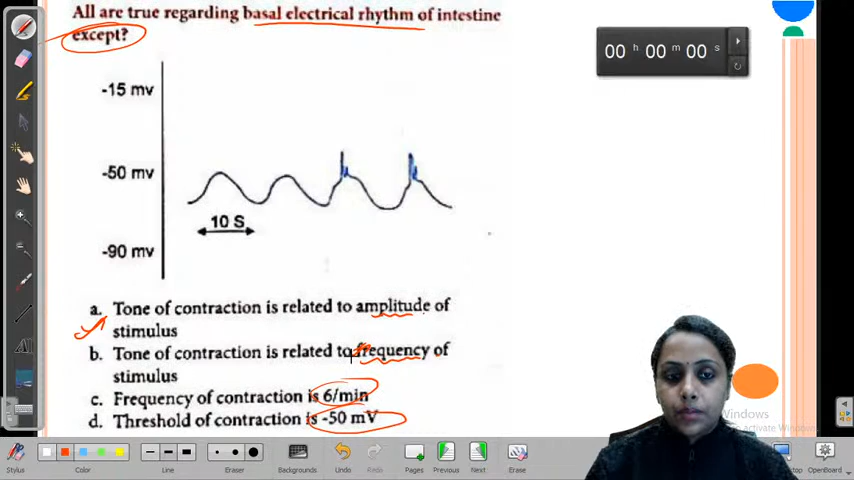 All are true regarding basal electrical rhythm of intestine
except?
00 h 00 m 00 s
-15 mv
-50 mv
10 S
-90 mv
a. Tone of contraction is related to amplitude of
stimulus
b. Tone of contraction is related to frequency of
stimulus
c. Frequency of contraction is 6/min
d. Threshold of contraction is -50 mV
Windows
activate Windows
Stylus
Color
Line
Eraser
Backgrounds
Undo
Redo
Pages
Previous
Next
Erase
OpenBoard